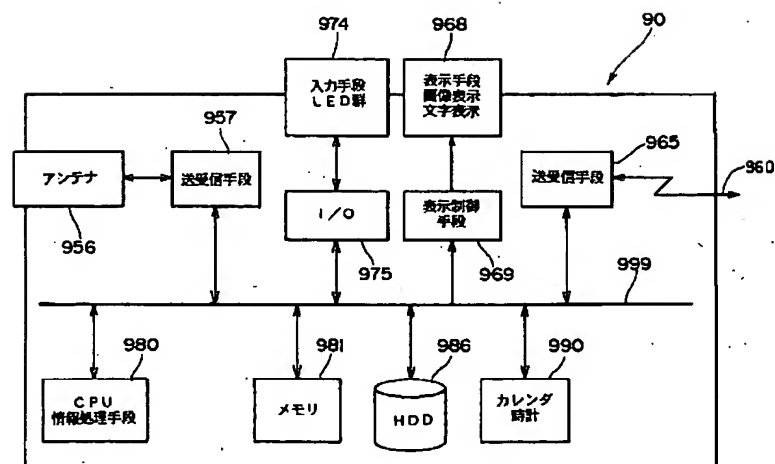 974
968
90
入力手段
LED群
表示手段
画像表示
文字表示
957
965
アンテナ
送受信手段
送受信手段
960
956
I/O
表示制御
手段
975
969
999
980
981
986
990
CPU
情報処理手段
メモリ
HDD
カレンダ
時計